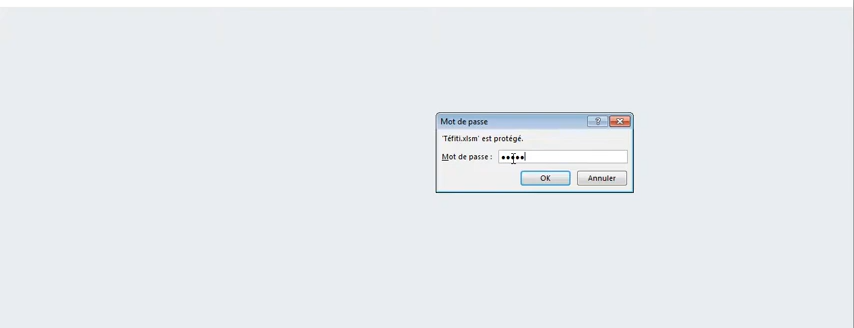 Mot de passe
?
'Téfiti.xlsm' est protégé.
Mot de passe : •••••
OK Annuler